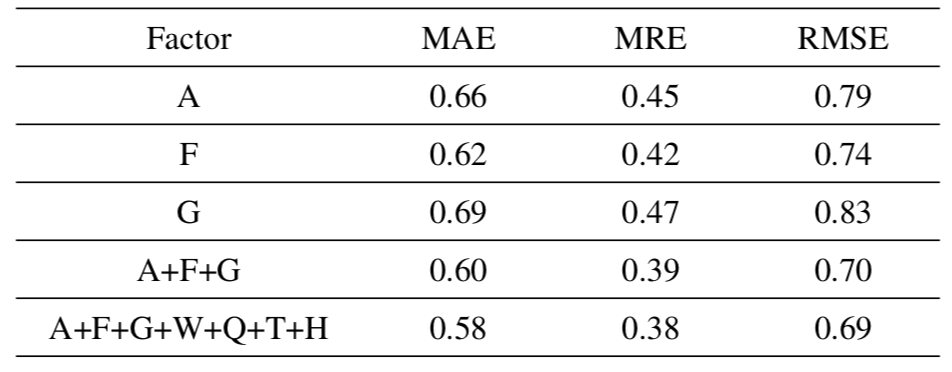 Factor MAE MRE RMSE
A 0.66 0.45 0.79
F 0.62 0.42 0.74
G 0.69 0.47 0.83
A+F+G 0.60 0.39 0.70
A+F+G+W+Q+T+H 0.58 0.38 0.69